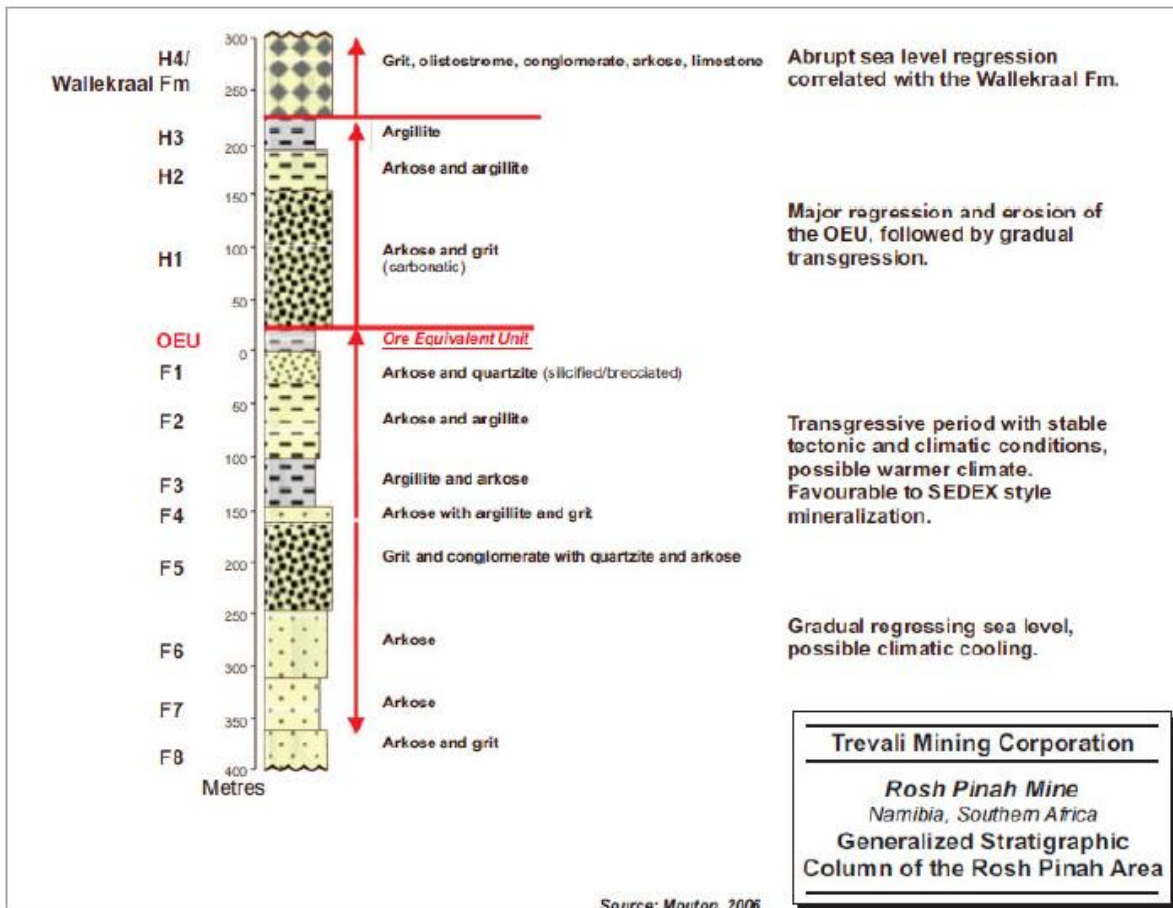 H4/
Wallekraal Fm
H3
H2
H1
OEU
F1
F2
F3
F4
F5
F6
F7
F8
300
250
200
150
100
50
0
50
100
150
200
250
300
350
400
Metres
Grit, olistostrome, conglomerate, arkose, limestone
Argillite
Arkose and argillite
Arkose and grit
(carbonatic)
Ore Equivalent Unit
Arkose and quartzite (silicified/brecciated)
Arkose and argillite
Argillite and arkose
Arkose with argillite and grit
Grit and conglomerate with quartzite and arkose
Arkose
Arkose
Arkose and grit
Abrupt sea level regression
correlated with the Wallekraal Fm.
Major regression and erosion of
the OEU, followed by gradual
transgression.
Transgressive period with stable
tectonic and climatic conditions,
possible warmer climate.
Favourable to SEDEX style
mineralization.
Gradual regressing sea level,
possible climatic cooling.
Trevali Mining Corporation
Rosh Pinah Mine
Namibia, Southern Africa
Generalized Stratigraphic
Column of the Rosh Pinah Area
Source: Mouton, 2006